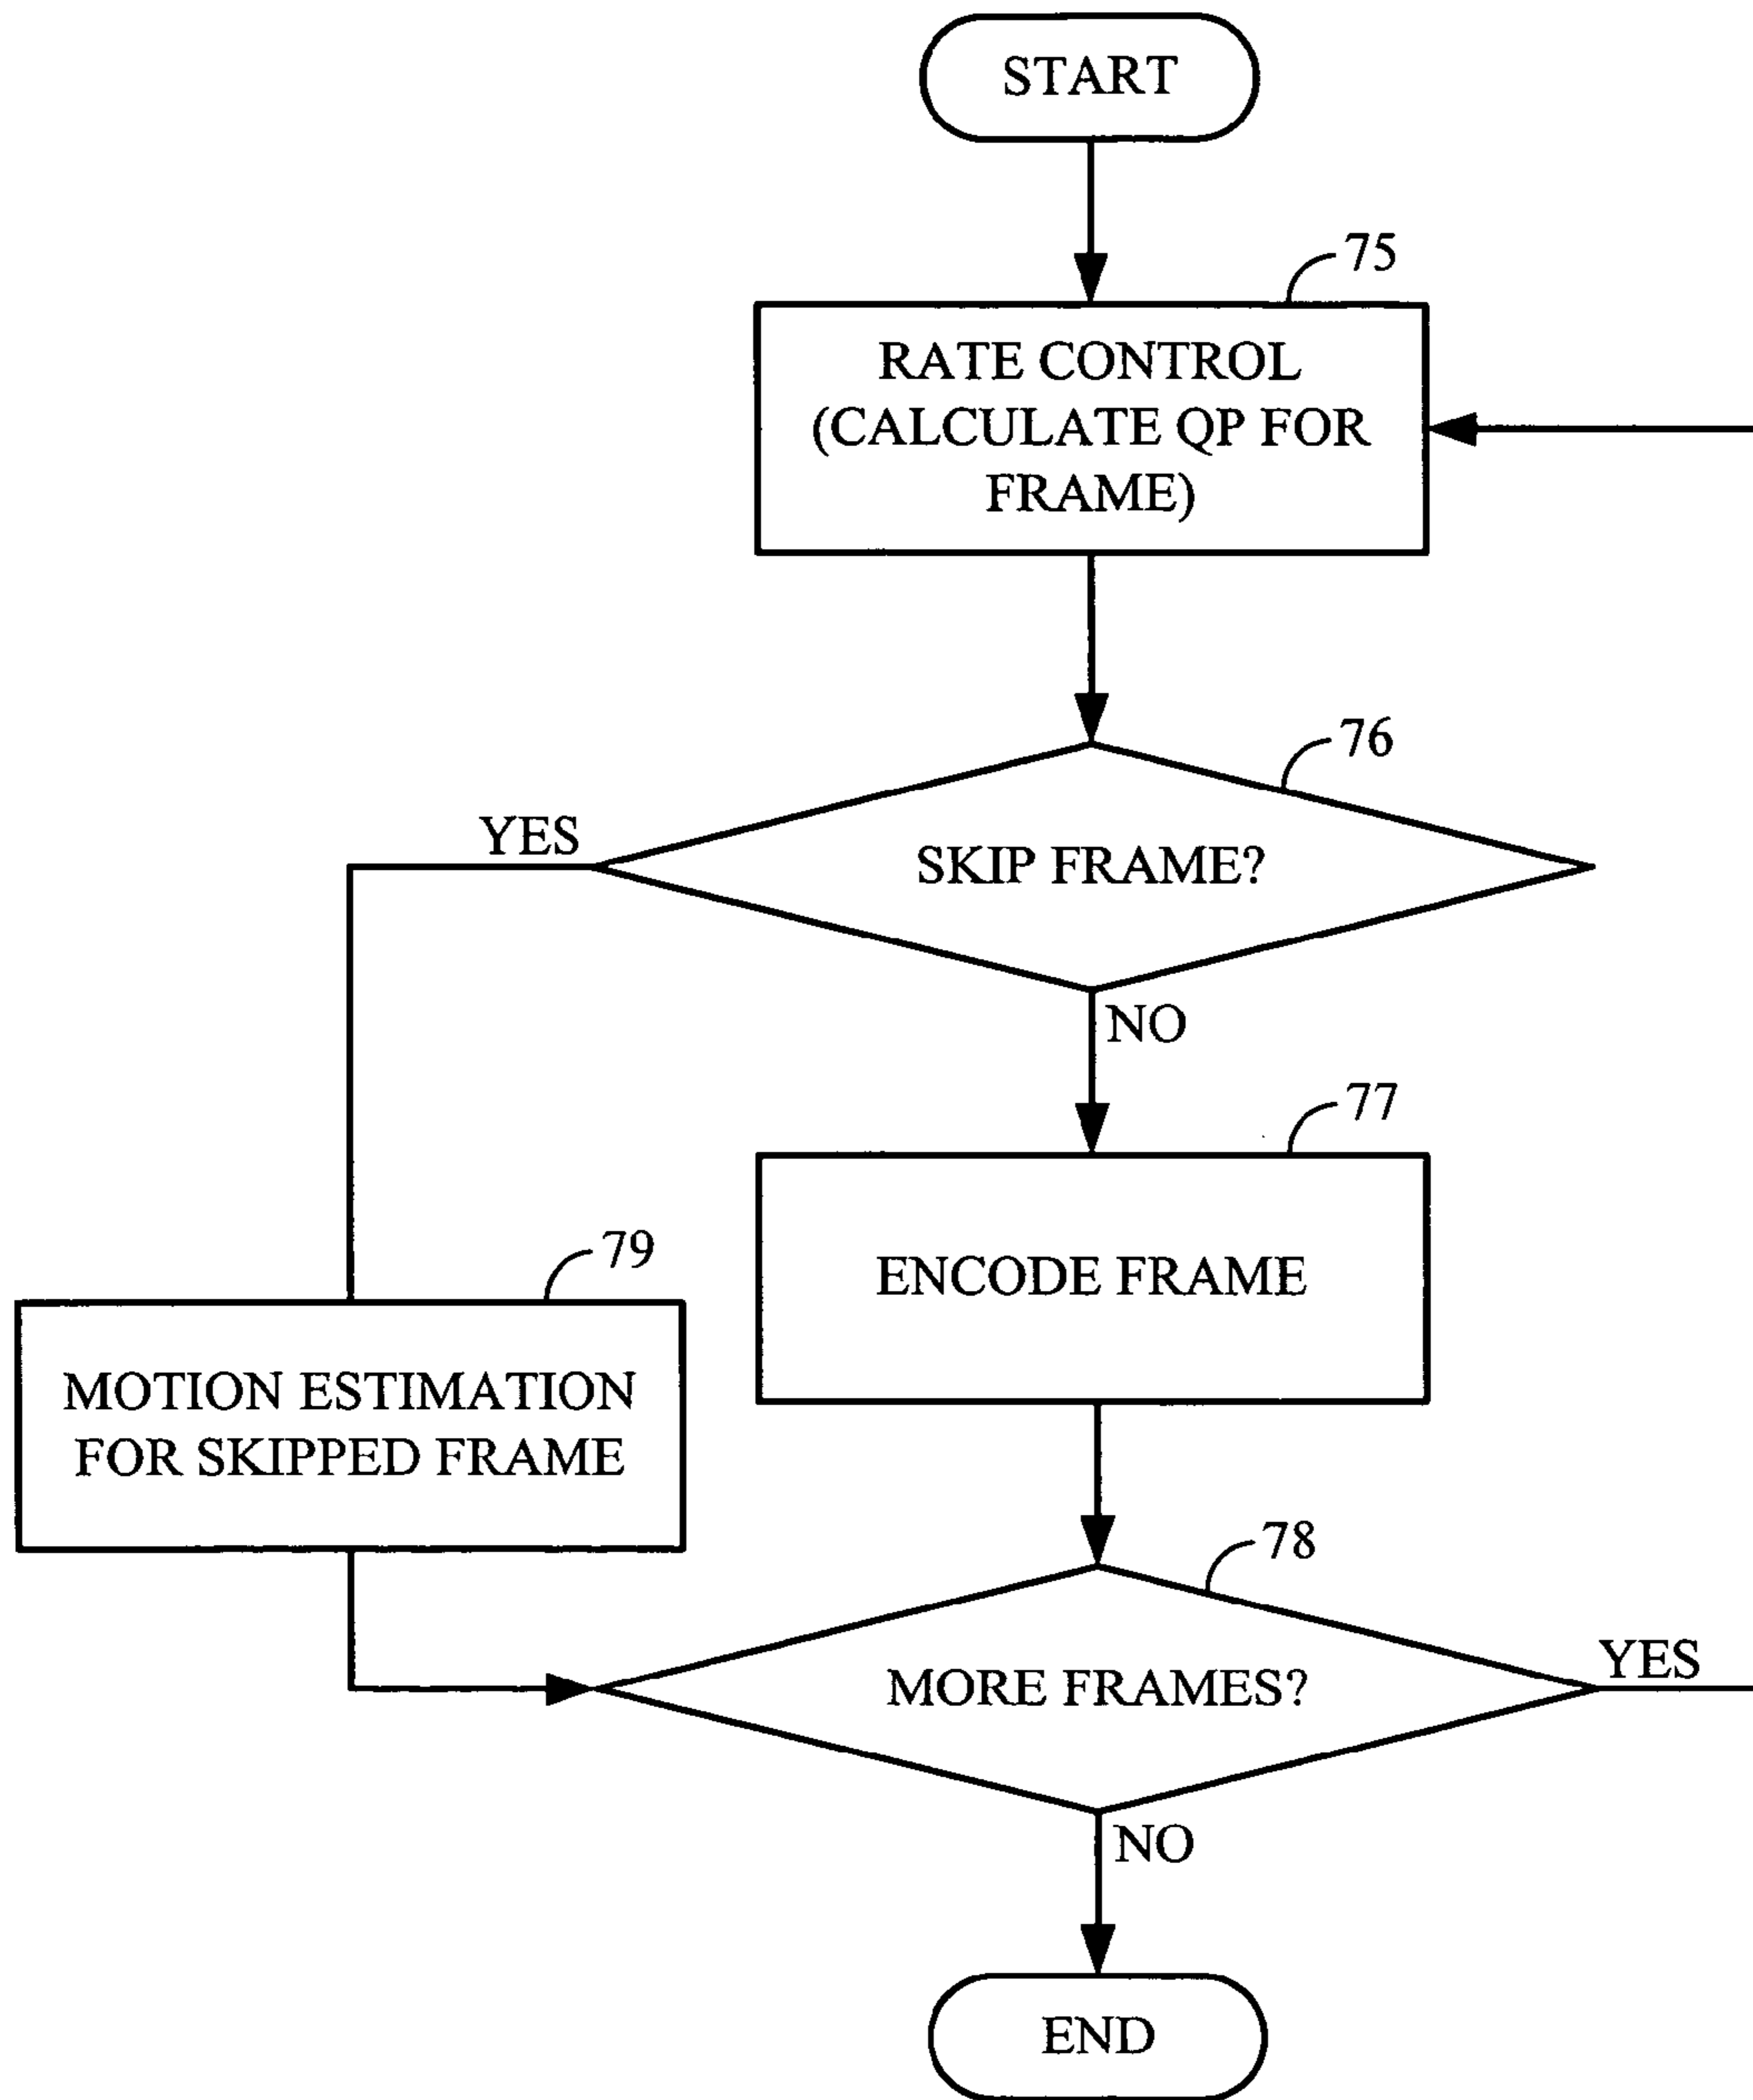 START
75
RATE CONTROL
(CALCULATE QP FOR
FRAME)
76
YES
SKIP FRAME?
NO
77
ENCODE FRAME
79
MOTION ESTIMATION
FOR SKIPPED FRAME
78
MORE FRAMES?
YES
NO
END